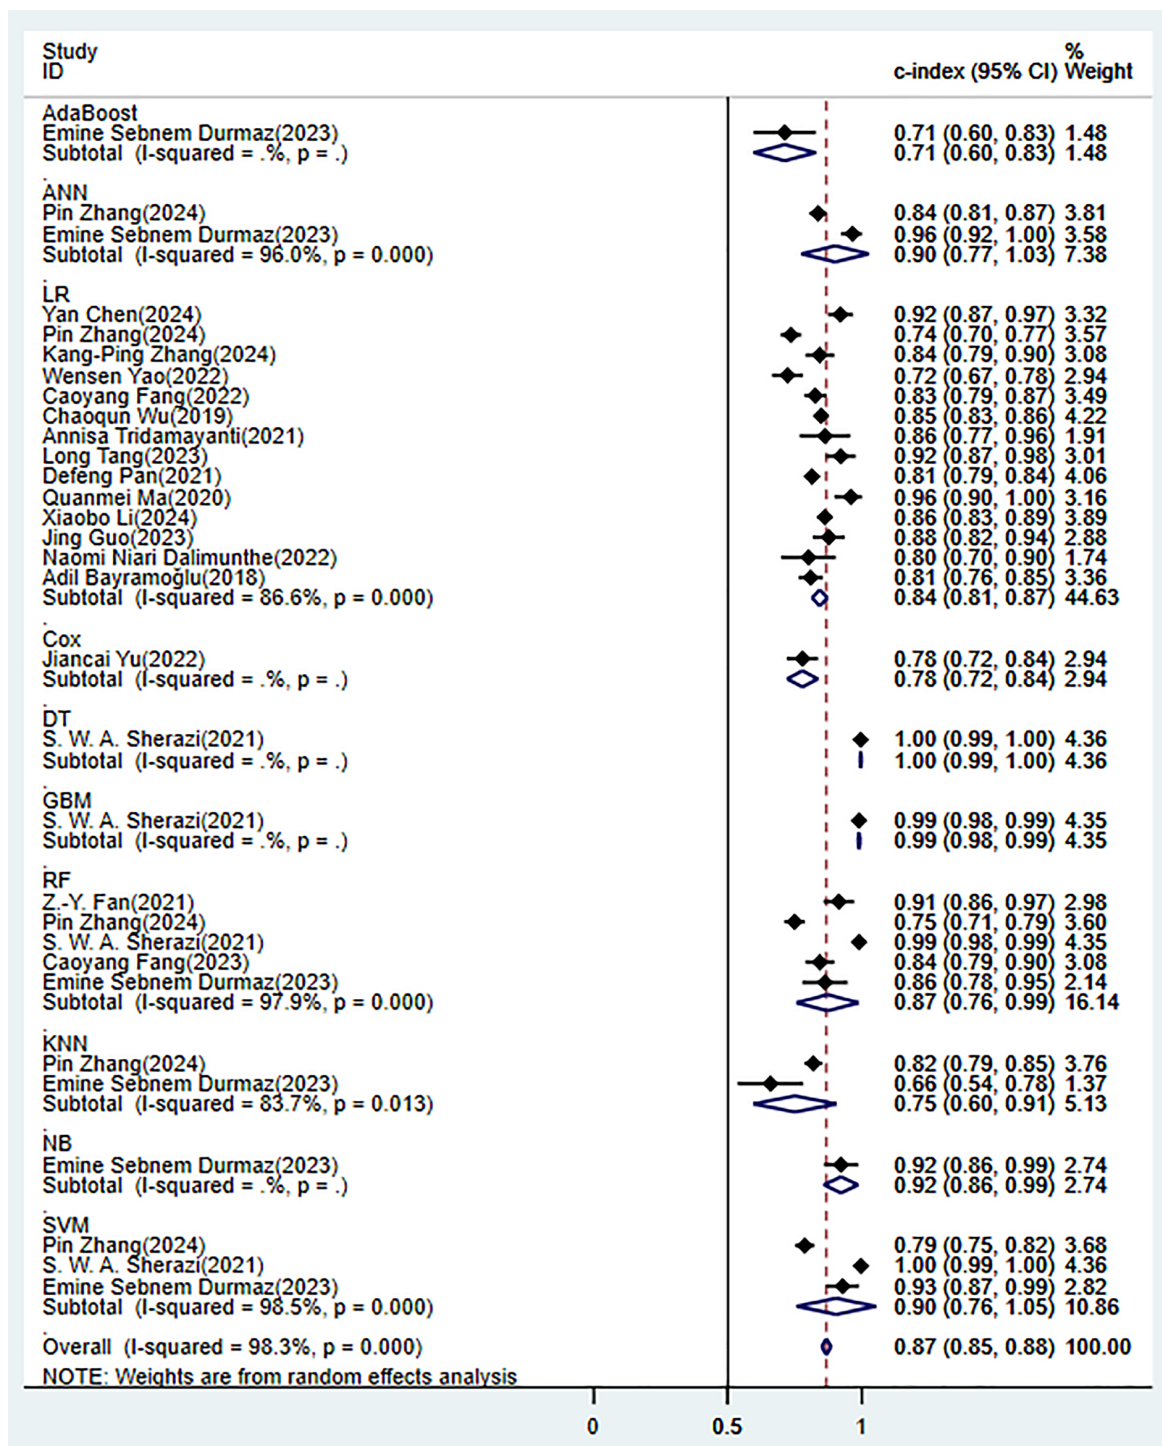 Study %
ID c-index (95% CI) Weight
AdaBoost
Emine Sebnem Durmaz(2023) 0.71 (0.60, 0.83) 1.48
Subtotal (I-squared = .%, p = .) 0.71 (0.60, 0.83) 1.48
.
ANN
Pin Zhang(2024) 0.84 (0.81, 0.87) 3.81
Emine Sebnem Durmaz(2023) 0.96 (0.92, 1.00) 3.58
Subtotal (I-squared = 96.0%, p = 0.000) 0.90 (0.77, 1.03) 7.38
.
LR
Yan Chen(2024) 0.92 (0.87, 0.97) 3.32
Pin Zhang(2024) 0.74 (0.70, 0.77) 3.57
Kang-Ping Zhang(2024) 0.84 (0.79, 0.90) 3.08
Wensen Yao(2022) 0.72 (0.67, 0.78) 2.94
Caoyang Fang(2022) 0.83 (0.79, 0.87) 3.49
Chaoqun Wu(2019) 0.85 (0.83, 0.86) 4.22
Annisa Tridamayanti(2021) 0.86 (0.77, 0.96) 1.91
Long Tang(2023) 0.92 (0.87, 0.98) 3.01
Defeng Pan(2021) 0.81 (0.79, 0.84) 4.06
Quanmei Ma(2020) 0.96 (0.90, 1.00) 3.16
Xiaobo Li(2024) 0.86 (0.83, 0.89) 3.89
Jing Guo(2023) 0.88 (0.82, 0.94) 2.88
Naomi Niari Dalimunthe(2022) 0.80 (0.70, 0.90) 1.74
Adil Bayramoğlu(2018) 0.81 (0.76, 0.85) 3.36
Subtotal (I-squared = 86.6%, p = 0.000) 0.84 (0.81, 0.87) 44.63
.
Cox
Jiancai Yu(2022) 0.78 (0.72, 0.84) 2.94
Subtotal (I-squared = .%, p = .) 0.78 (0.72, 0.84) 2.94
.
DT
S. W. A. Sherazi(2021) 1.00 (0.99, 1.00) 4.36
Subtotal (I-squared = .%, p = .) 1.00 (0.99, 1.00) 4.36
.
GBM
S. W. A. Sherazi(2021) 0.99 (0.98, 0.99) 4.35
Subtotal (I-squared = .%, p = .) 0.99 (0.98, 0.99) 4.35
.
RF
Z.-Y. Fan(2021) 0.91 (0.86, 0.97) 2.98
Pin Zhang(2024) 0.75 (0.71, 0.79) 3.60
S. W. A. Sherazi(2021) 0.99 (0.98, 0.99) 4.35
Caoyang Fang(2023) 0.84 (0.79, 0.90) 3.08
Emine Sebnem Durmaz(2023) 0.86 (0.78, 0.95) 2.14
Subtotal (I-squared = 97.9%, p = 0.000) 0.87 (0.76, 0.99) 16.14
.
KNN
Pin Zhang(2024) 0.82 (0.79, 0.85) 3.76
Emine Sebnem Durmaz(2023) 0.66 (0.54, 0.78) 1.37
Subtotal (I-squared = 83.7%, p = 0.013) 0.75 (0.60, 0.91) 5.13
.
NB
Emine Sebnem Durmaz(2023) 0.92 (0.86, 0.99) 2.74
Subtotal (I-squared = .%, p = .) 0.92 (0.86, 0.99) 2.74
.
SVM
Pin Zhang(2024) 0.79 (0.75, 0.82) 3.68
S. W. A. Sherazi(2021) 1.00 (0.99, 1.00) 4.36
Emine Sebnem Durmaz(2023) 0.93 (0.87, 0.99) 2.82
Subtotal (I-squared = 98.5%, p = 0.000) 0.90 (0.76, 1.05) 10.86
.
Overall (I-squared = 98.3%, p = 0.000) 0.87 (0.85, 0.88) 100.00
NOTE: Weights are from random effects analysis
0 0.5 1